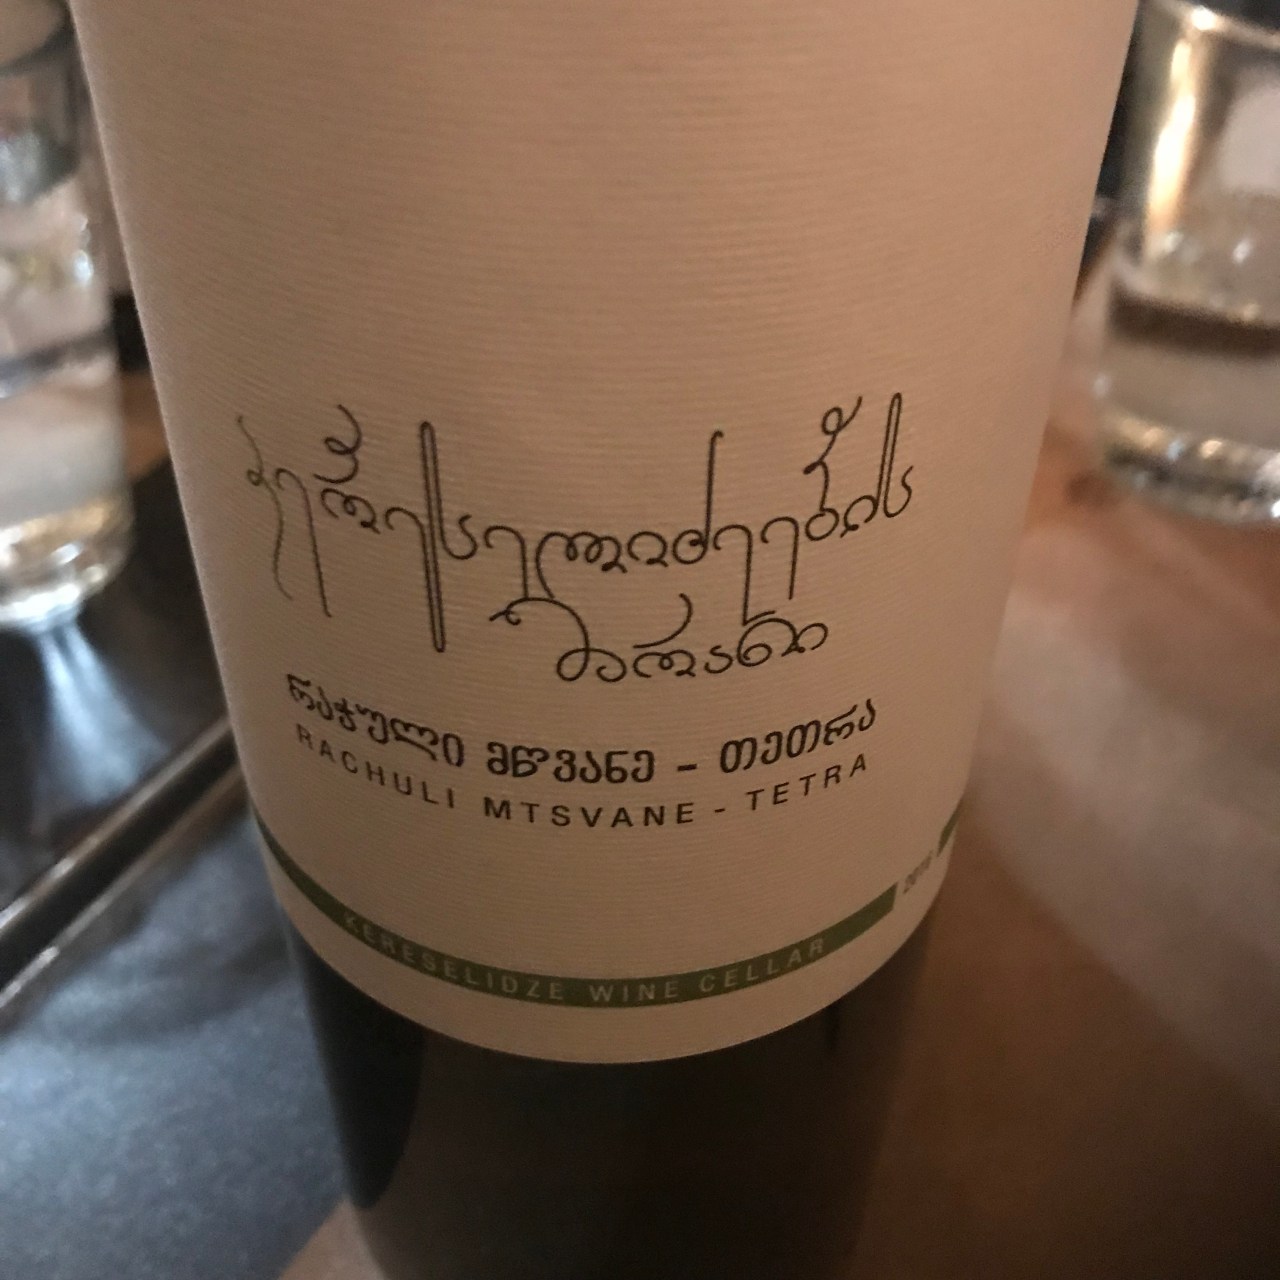 კერესელიძეების
მარანი
რაჭული მწვანე - თეთრა
RACHULI MTSVANE - TETRA
KERESELIDZE WINE CELLAR